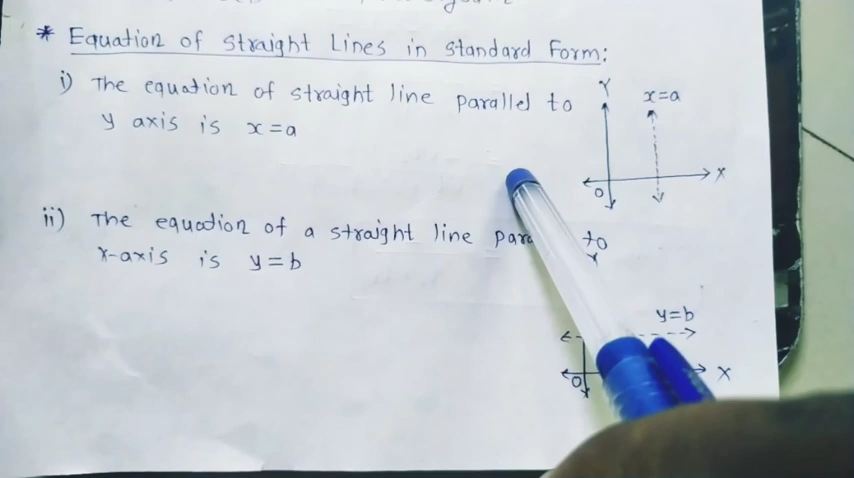 * Equation of straight Lines in standard Form:
i) The equation of straight line parallel to
y axis is x=a
Y
x=a
X
O
ii) The equation of a straight line to
x-axis is y=b
Y
y=b
X
O